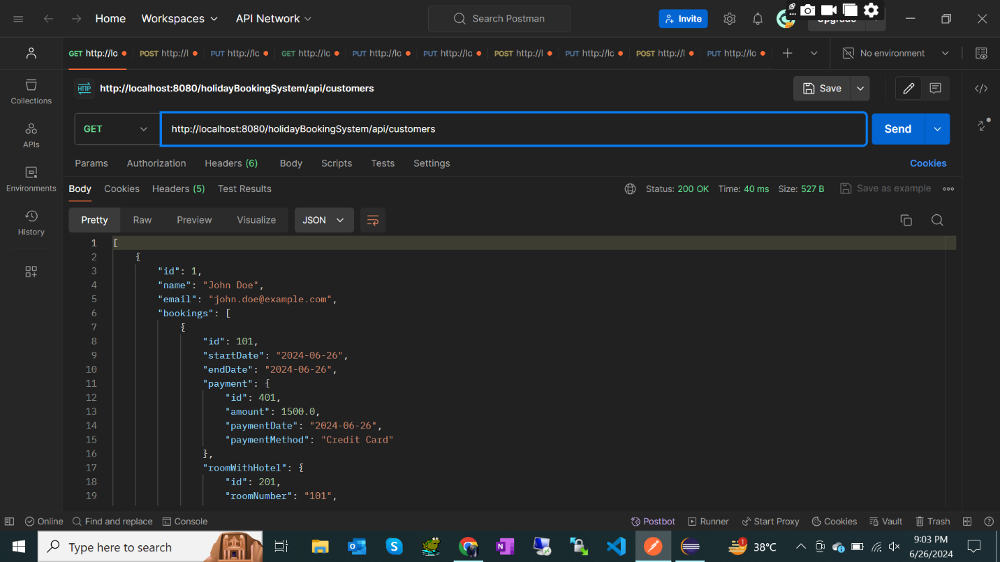 Home Workspaces API Network Search Postman Invite Upgrade
GET http://lo POST http://l PUT http://lc GET http://lc PUT http://lo PUT http://lo POST http://l PUT http://lc POST http://l PUT http://lo No environment
HTTP http://localhost:8080/holidayBookingSystem/api/customers Save
Collections
GET http://localhost:8080/holidayBookingSystem/api/customers Send
APIs
Params Authorization Headers (6) Body Scripts Tests Settings Cookies
Environments
Body Cookies Headers (5) Test Results Status: 200 OK Time: 40 ms Size: 527 B Save as example
Pretty Raw Preview Visualize JSON
History
1 [
2 {
3 "id": 1,
4 "name": "John Doe",
5 "email": "john.doe@example.com",
6 "bookings": [
7 {
8 "id": 101,
9 "startDate": "2024-06-26",
10 "endDate": "2024-06-26",
11 "payment": {
12 "id": 401,
13 "amount": 1500.0,
14 "paymentDate": "2024-06-26",
15 "paymentMethod": "Credit Card"
16 },
17 "roomWithHotel": {
18 "id": 201,
19 "roomNumber": "101",
Online Find and replace Console Postbot Runner Start Proxy Cookies Vault Trash
Type here to search 1 38°C 9:03 PM
6/26/2024